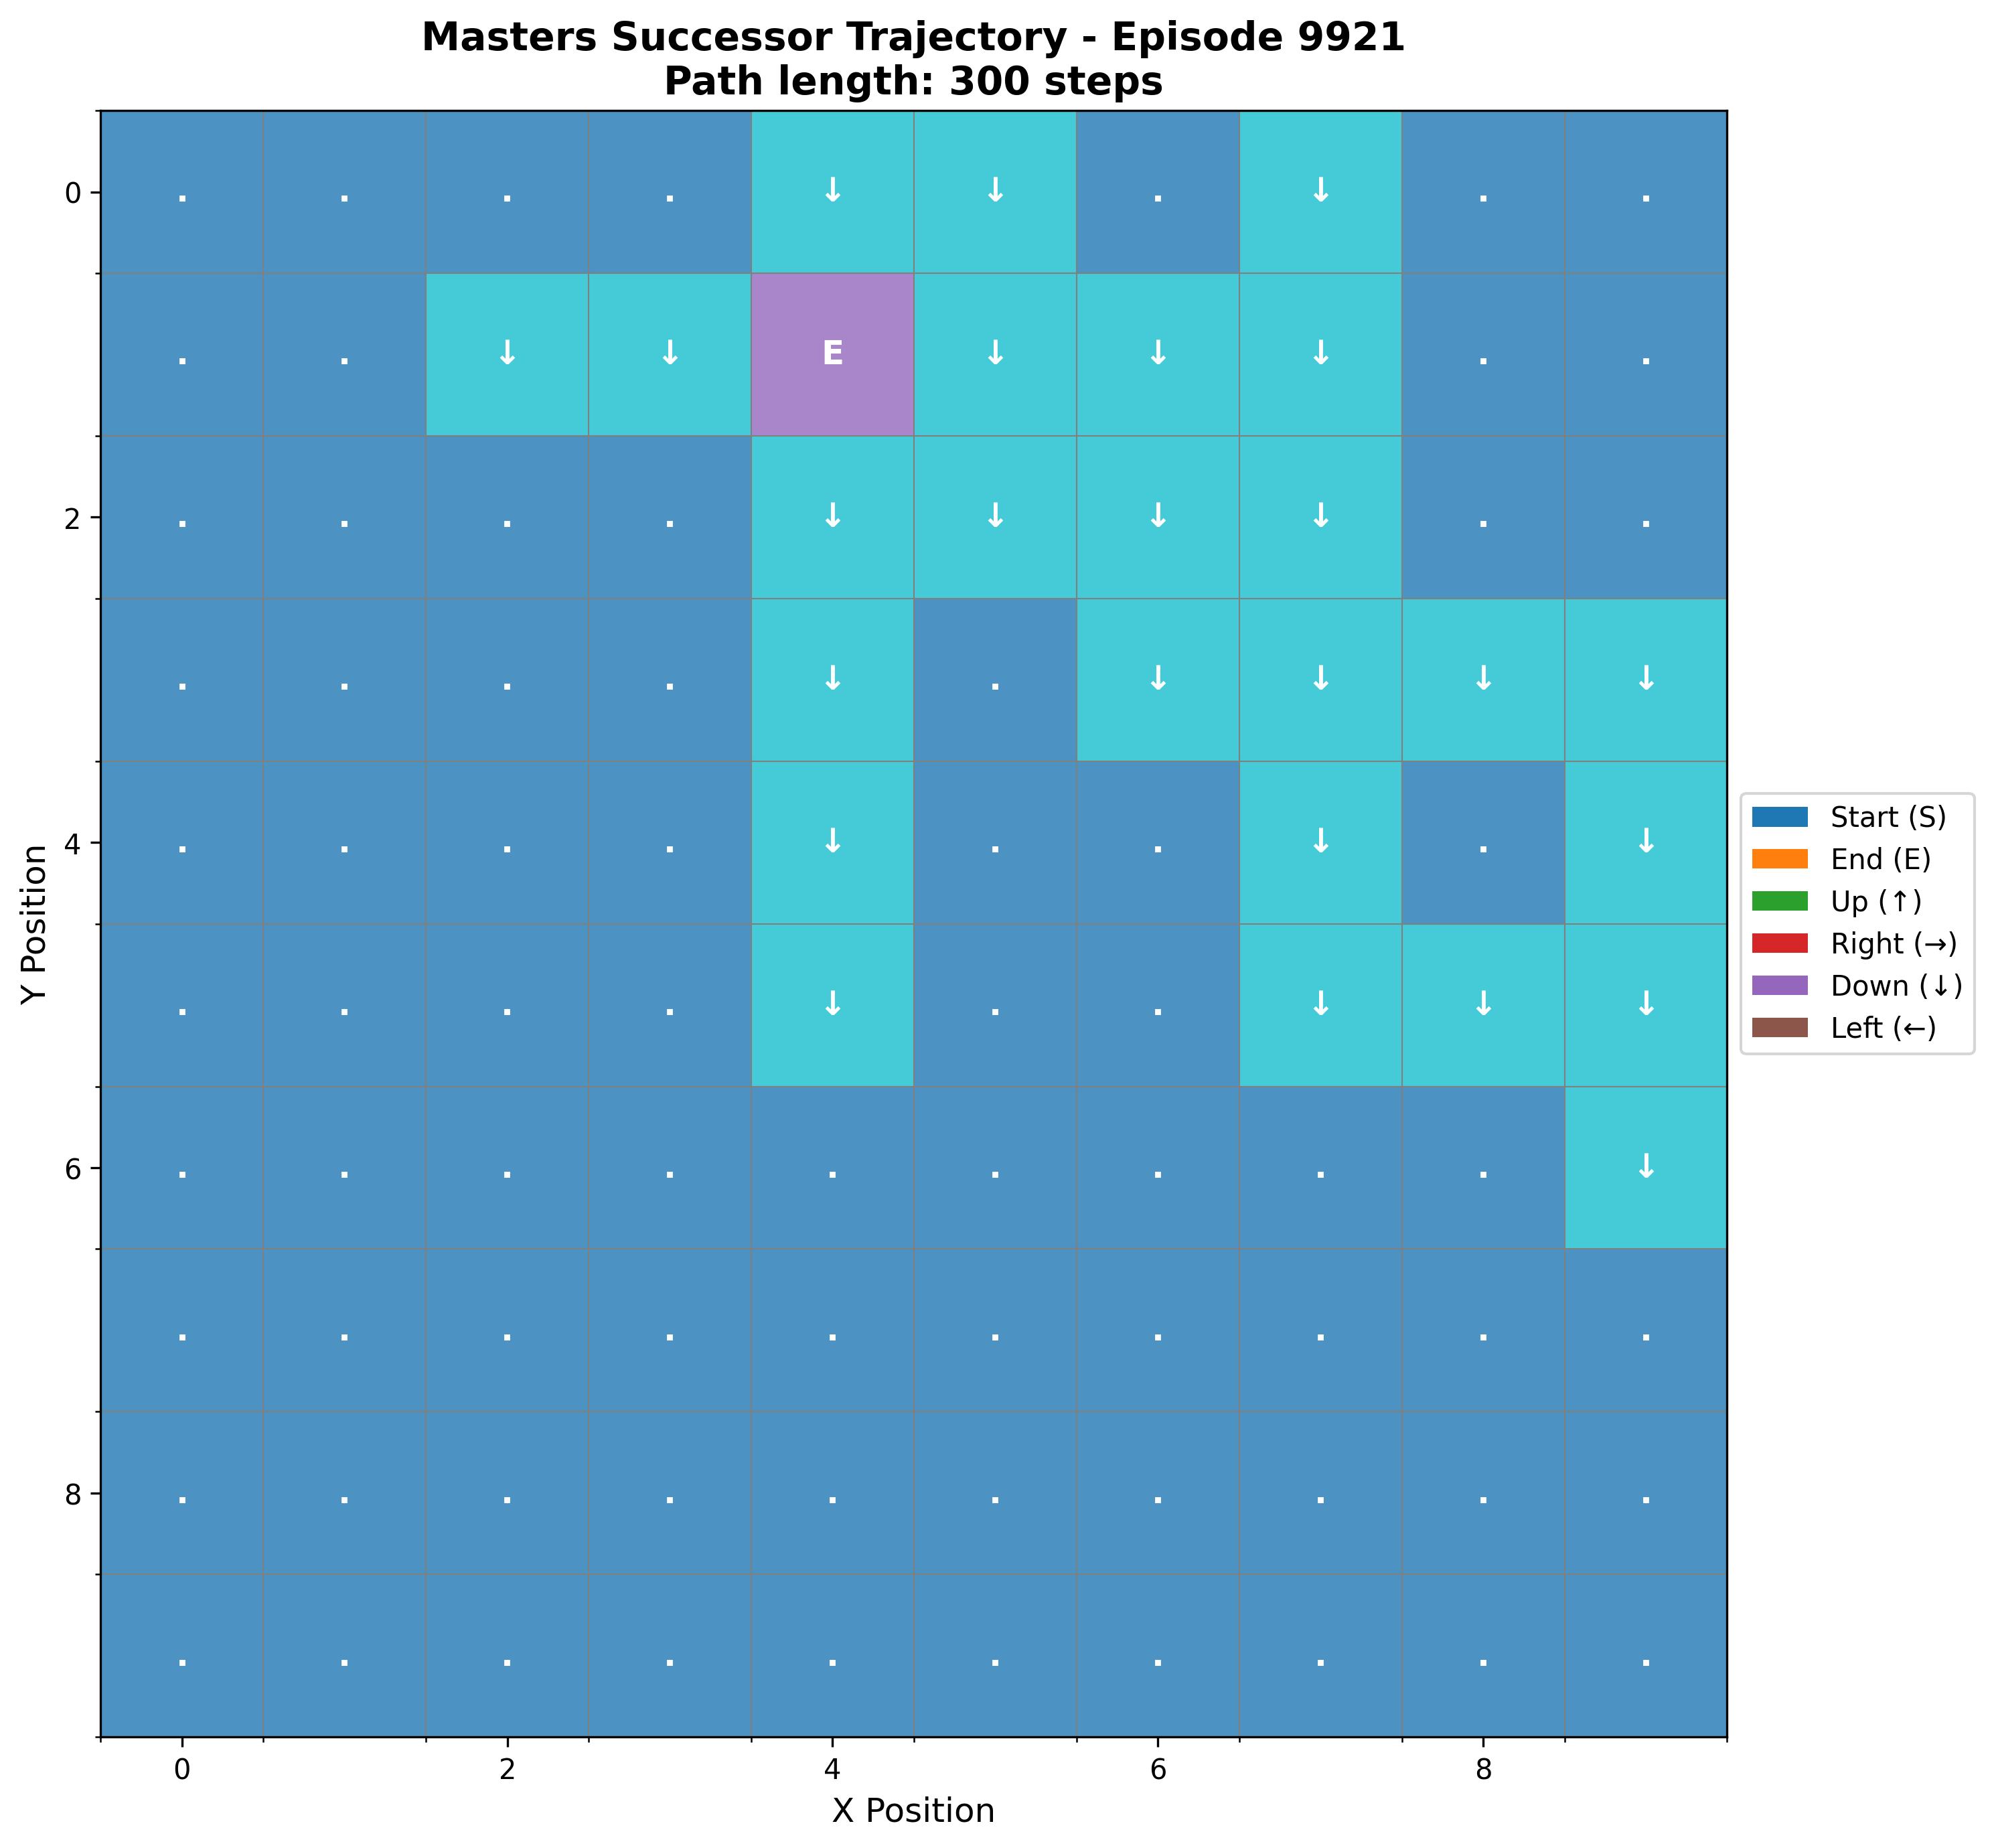 Masters Successor Trajectory - Episode 9921
Path length: 300 steps
0 . . . . ↓ ↓ . ↓ . .
. . ↓ ↓ E ↓ ↓ ↓ . .
2 . . . . ↓ ↓ ↓ ↓ . .
. . . . ↓ . ↓ ↓ ↓ ↓
4 . . . . ↓ . . ↓ . ↓
. . . . ↓ . . ↓ ↓ ↓
6 . . . . . . . . . ↓
. . . . . . . . . .
8 . . . . . . . . . .
. . . . . . . . . .
0 2 4 6 8
X Position
Y Position
Start (S)
End (E)
Up (↑)
Right (→)
Down (↓)
Left (←)